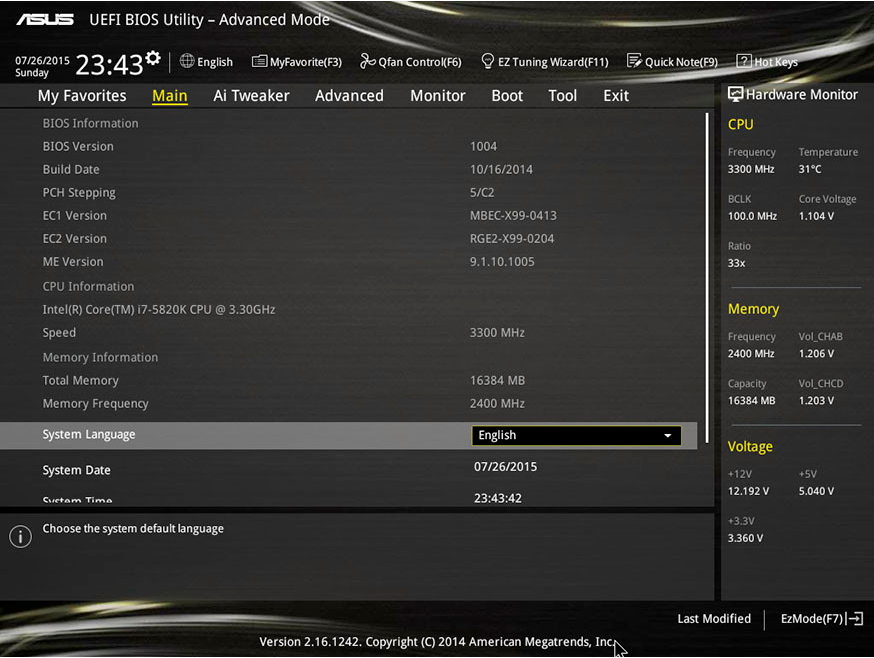 ASUS UEFI BIOS Utility – Advanced Mode
07/26/2015
Sunday
23:43
English MyFavorite(F3) Qfan Control(F6) EZ Tuning Wizard(F11) Quick Note(F9) ? Hot Keys
My Favorites Main Ai Tweaker Advanced Monitor Boot Tool Exit
BIOS Information
BIOS Version 1004
Build Date 10/16/2014
PCH Stepping 5/C2
EC1 Version MBEC-X99-0413
EC2 Version RGE2-X99-0204
ME Version 9.1.10.1005
CPU Information
Intel(R) Core(TM) i7-5820K CPU @ 3.30GHz
Speed 3300 MHz
Memory Information
Total Memory 16384 MB
Memory Frequency 2400 MHz
System Language English
System Date 07/26/2015
System Time 23:43:42
i Choose the system default language
Hardware Monitor
CPU
Frequency Temperature
3300 MHz 31°C
BCLK Core Voltage
100.0 MHz 1.104 V
Ratio
33x
Memory
Frequency Vol_CHAB
2400 MHz 1.206 V
Capacity Vol_CHCD
16384 MB 1.203 V
Voltage
+12V +5V
12.192 V 5.040 V
+3.3V
3.360 V
Last Modified EzMode(F7)
Version 2.16.1242. Copyright (C) 2014 American Megatrends, Inc.